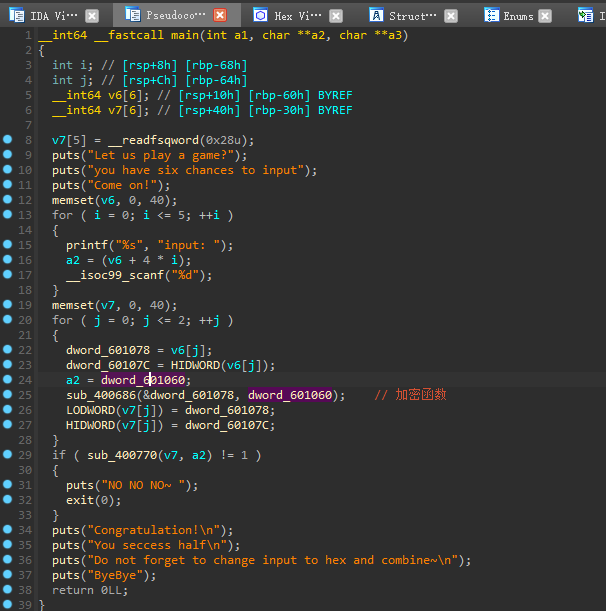 IDA Vi⋯ Pseudoco⋯ Hex Vi⋯ Struct⋯ Enums I
1 __int64 __fastcall main(int a1, char **a2, char **a3)
2 {
3 int i; // [rsp+8h] [rbp-68h]
4 int j; // [rsp+Ch] [rbp-64h]
5 __int64 v6[6]; // [rsp+10h] [rbp-60h] BYREF
6 __int64 v7[6]; // [rsp+40h] [rbp-30h] BYREF
7
8 v7[5] = __readfsqword(0x28u);
9 puts("Let us play a game?");
10 puts("you have six chances to input");
11 puts("Come on!");
12 memset(v6, 0, 40);
13 for ( i = 0; i <= 5; ++i )
14 {
15 printf("%s", "input: ");
16 a2 = (v6 + 4 * i);
17 __isoc99_scanf("%d");
18 }
19 memset(v7, 0, 40);
20 for ( j = 0; j <= 2; ++j )
21 {
22 dword_601078 = v6[j];
23 dword_60107C = HIDWORD(v6[j]);
24 a2 = dword_601060;
25 sub_400686(&dword_601078, dword_601060); // 加密函数
26 LODWORD(v7[j]) = dword_601078;
27 HIDWORD(v7[j]) = dword_60107C;
28 }
29 if ( sub_400770(v7, a2) != 1 )
30 {
31 puts("NO NO NO~ ");
32 exit(0);
33 }
34 puts("Congratulation!\n");
35 puts("You seccess half\n");
36 puts("Do not forget to change input to hex and combine~\n");
37 puts("ByeBye");
38 return 0LL;
39 }